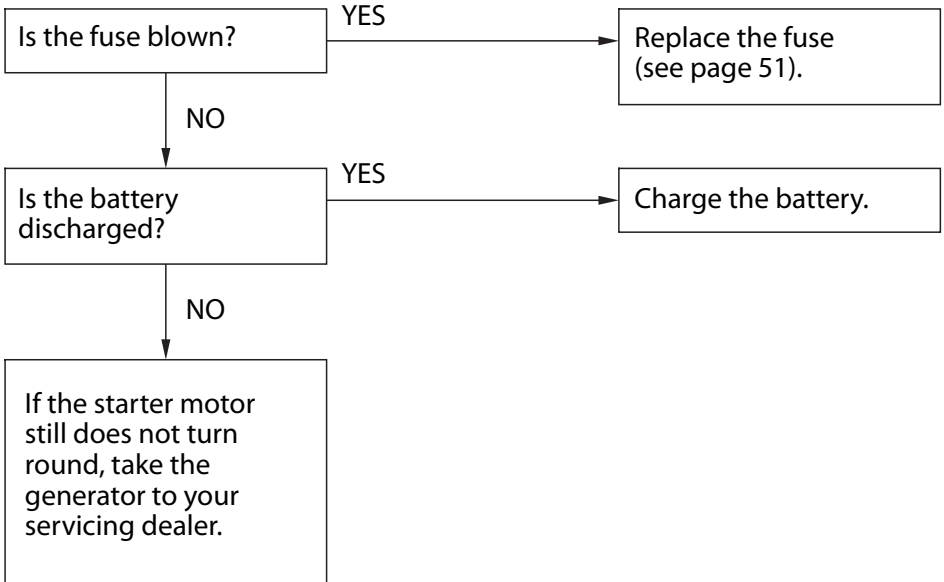 Is the fuse blown?
YES
Replace the fuse
(see page 51).
NO
Is the battery
discharged?
YES
Charge the battery.
NO
If the starter motor
still does not turn
round, take the
generator to your
servicing dealer.